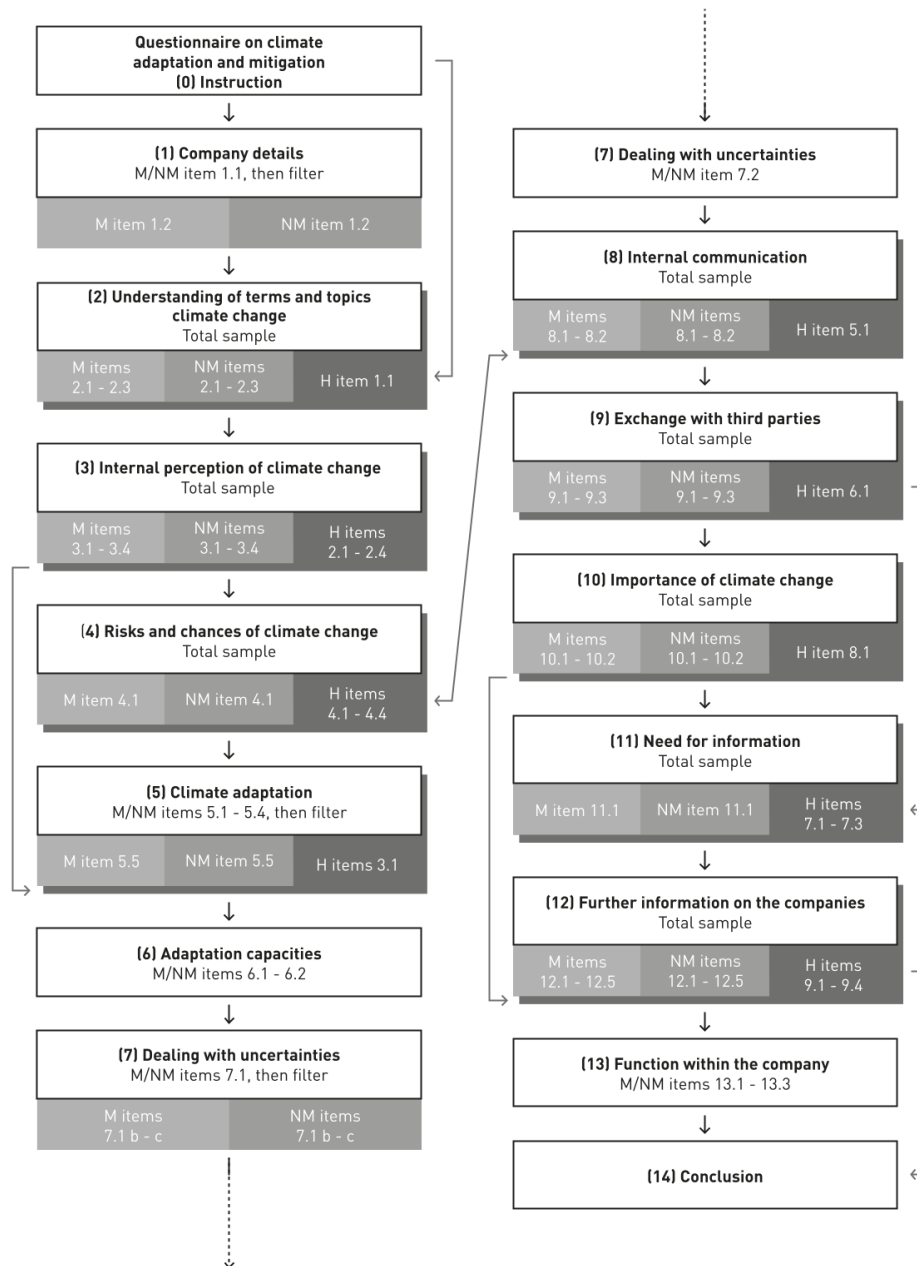 Questionnaire on climate
adaptation and mitigation
(0) Instruction
(1) Company details
M/NM item 1.1, then filter
M item 1.2
NM item 1.2
(2) Understanding of terms and topics
climate change
Total sample
M items
2.1 - 2.3
NM items
2.1 - 2.3
H item 1.1
(3) Internal perception of climate change
Total sample
M items
3.1 - 3.4
NM items
3.1 - 3.4
H items
2.1 - 2.4
(4) Risks and chances of climate change
Total sample
M item 4.1
NM item 4.1
H items
4.1 - 4.4
(5) Climate adaptation
M/NM items 5.1 - 5.4, then filter
M item 5.5
NM item 5.5
H items 3.1
(6) Adaptation capacities
M/NM items 6.1 - 6.2
(7) Dealing with uncertainties
M/NM items 7.1, then filter
M items
7.1 b - c
NM items
7.1 b - c
(7) Dealing with uncertainties
M/NM item 7.2
(8) Internal communication
Total sample
M items
8.1 - 8.2
NM items
8.1 - 8.2
H item 5.1
(9) Exchange with third parties
Total sample
M items
9.1 - 9.3
NM items
9.1 - 9.3
H item 6.1
(10) Importance of climate change
Total sample
M items
10.1 - 10.2
NM items
10.1 - 10.2
H item 8.1
(11) Need for information
Total sample
M item 11.1
NM item 11.1
H items
7.1 - 7.3
(12) Further information on the companies
Total sample
M items
12.1 - 12.5
NM items
12.1 - 12.5
H items
9.1 - 9.4
(13) Function within the company
M/NM items 13.1 - 13.3
(14) Conclusion